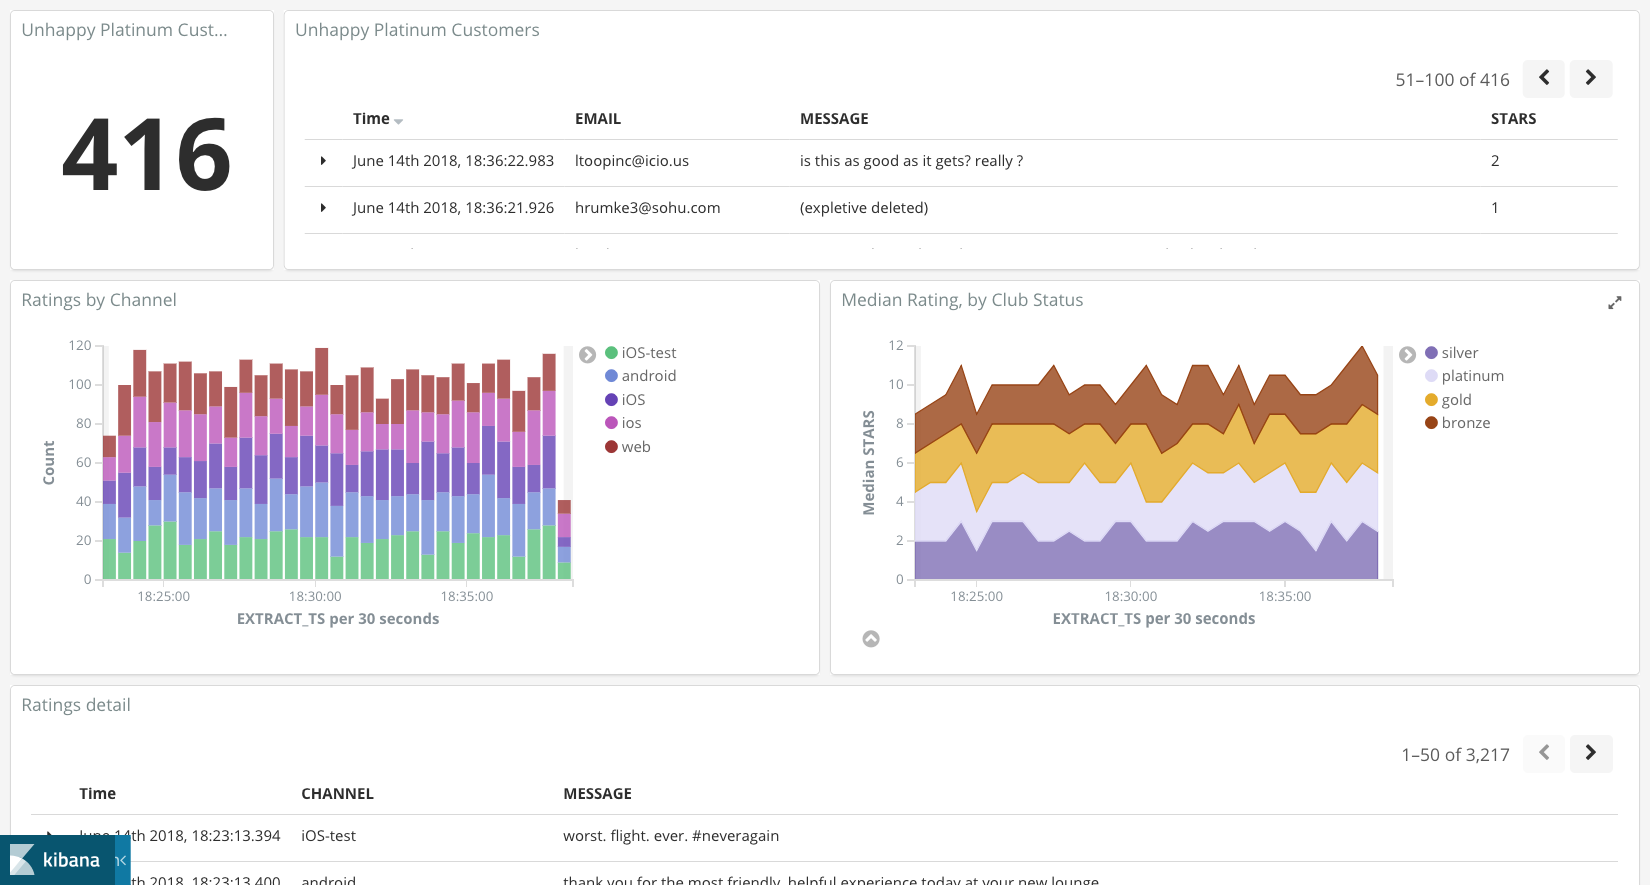 Unhappy Platinum Cust...
416
Unhappy Platinum Customers
51–100 of 416
Time EMAIL MESSAGE STARS
June 14th 2018, 18:36:22.983 ltoopinc@icio.us is this as good as it gets? really ? 2
June 14th 2018, 18:36:21.926 hrumke3@sohu.com (expletive deleted) 1
Ratings by Channel
120
100
80
60
40
20
0
Count
18:25:00 18:30:00 18:35:00
EXTRACT_TS per 30 seconds
iOS-test
android
iOS
ios
web
Median Rating, by Club Status
12
10
8
6
4
2
0
Median STARS
18:25:00 18:30:00 18:35:00
EXTRACT_TS per 30 seconds
silver
platinum
gold
bronze
Ratings detail
1–50 of 3,217
Time CHANNEL MESSAGE
June 14th 2018, 18:23:13.394 iOS-test worst. flight. ever. #neveragain
14th 2018, 18:23:13.400 android thank you for the most friendly, helpful experience today at your new lounge
kibana